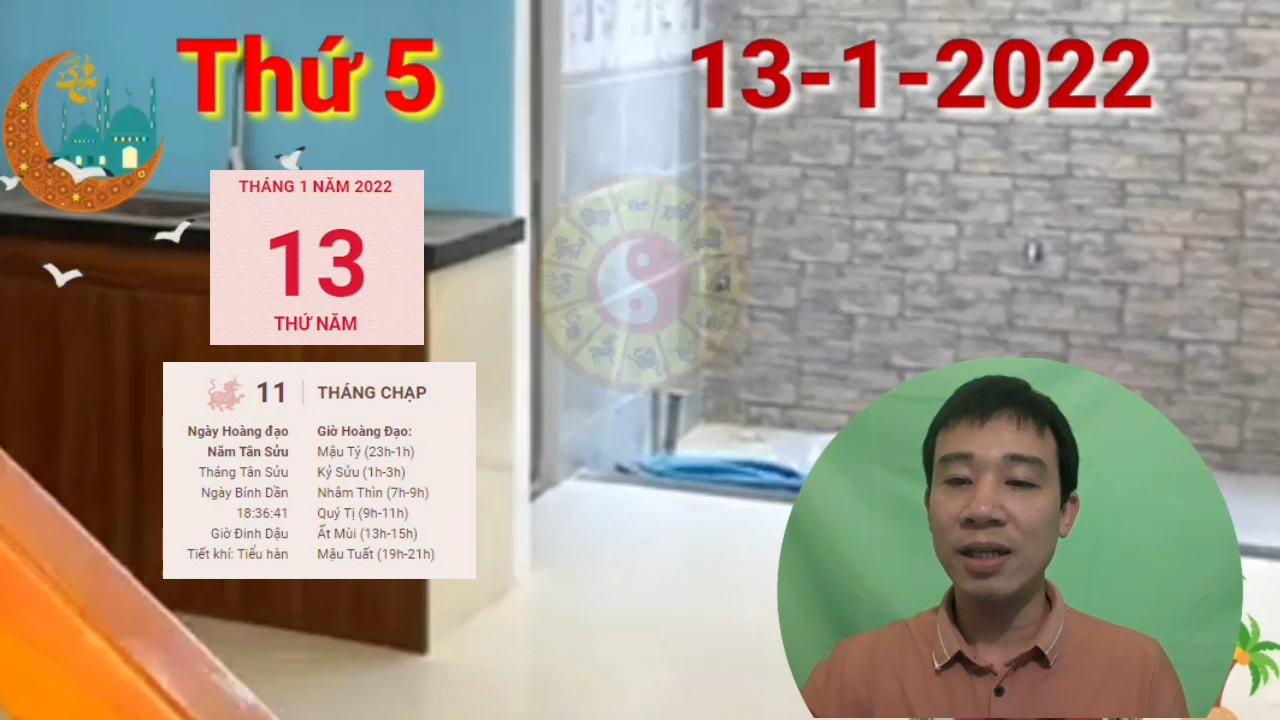 Thứ 5
13-1-2022
THÁNG 1 NĂM 2022
13
THỨ NĂM
11
THÁNG CHẠP
Ngày Hoàng đạo
Năm Tân Sửu
Tháng Tân Sửu
Ngày Bính Dần
18:36:41
Giờ Đinh Dậu
Tiết khí: Tiểu hàn
Giờ Hoàng Đạo:
Mậu Tý (23h-1h)
Kỷ Sửu (1h-3h)
Nhâm Thìn (7h-9h)
Quý Tị (9h-11h)
Ất Mùi (13h-15h)
Mậu Tuất (19h-21h)